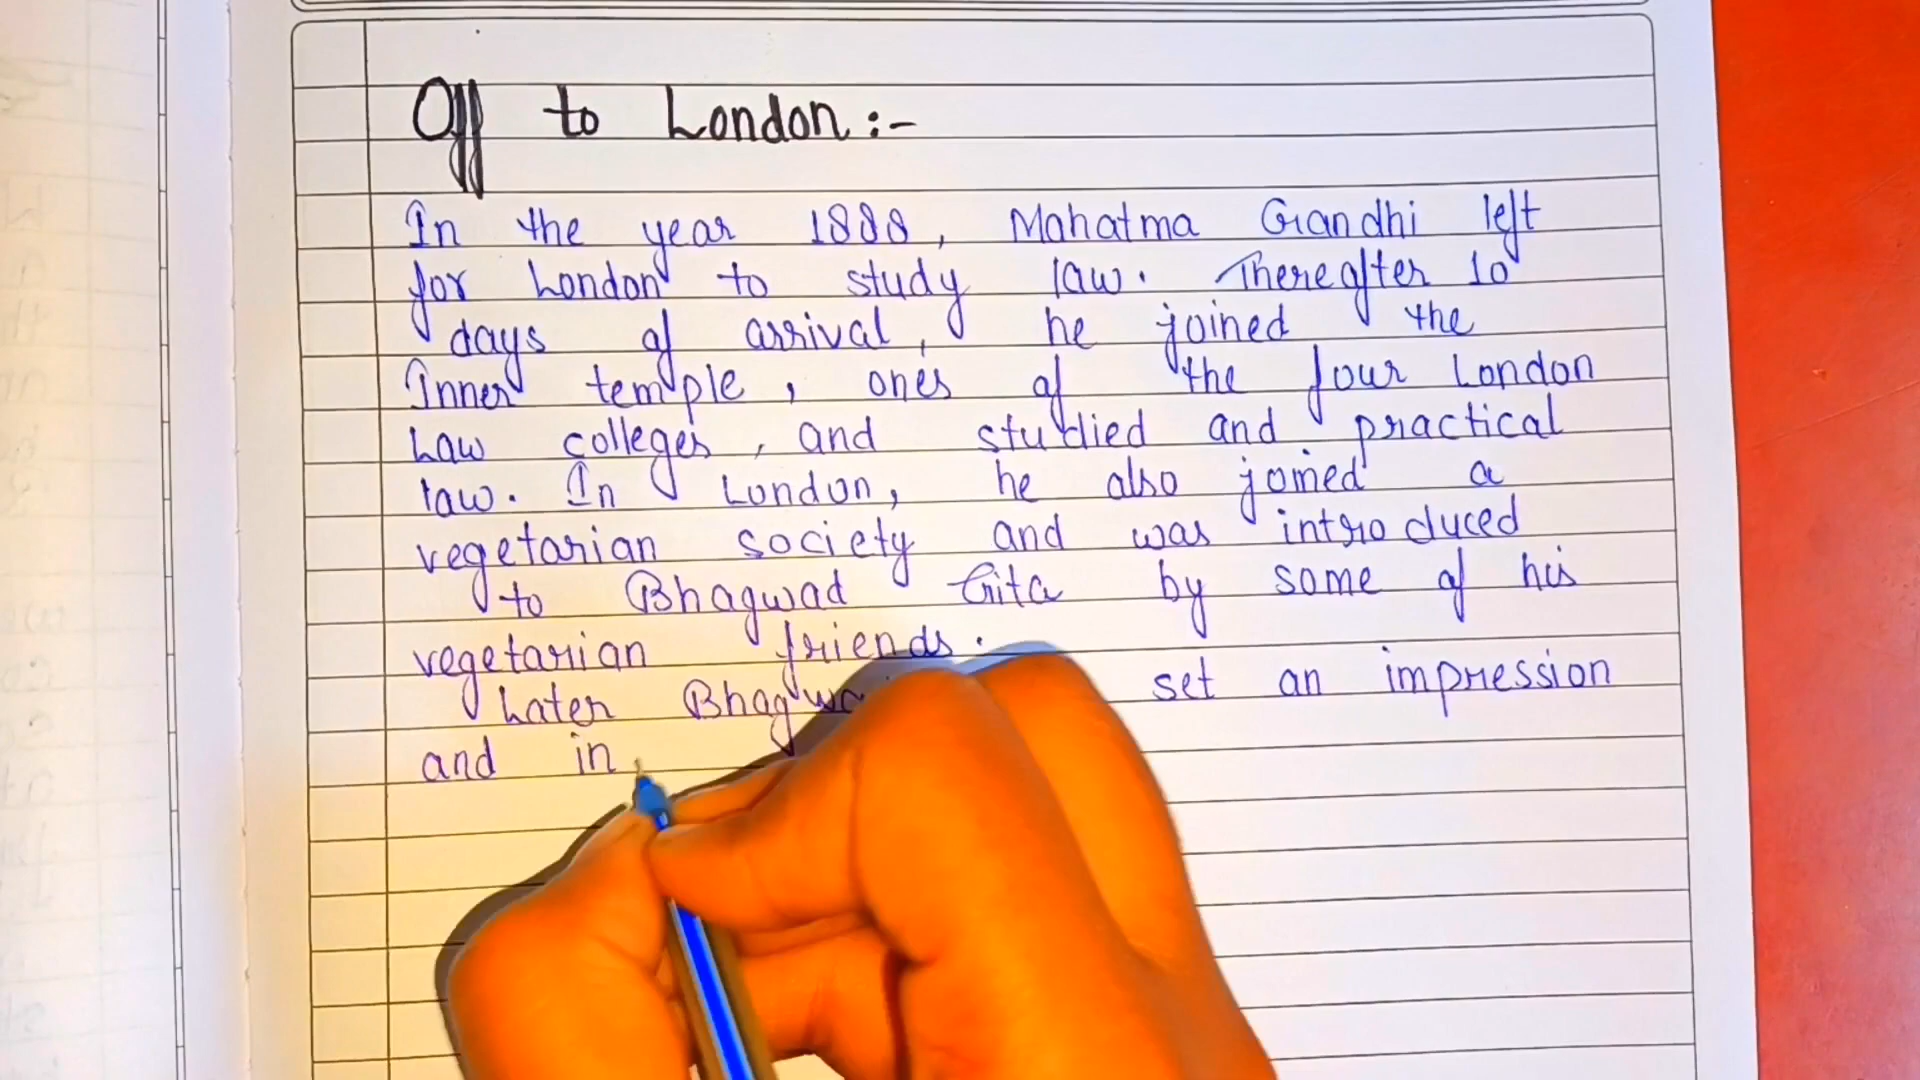 Off to London :-
In the year 1888, Mahatma Gandhi left
for London to study law. Thereafter 10
days of arrival, he joined the
Inner temple, ones of the four London
Law colleges, and studied and practical
law. In London, he also joined a
vegetarian society and was introduced
to Bhagwad Gita by some of his
vegetarian friends.
Later set an impression
and in